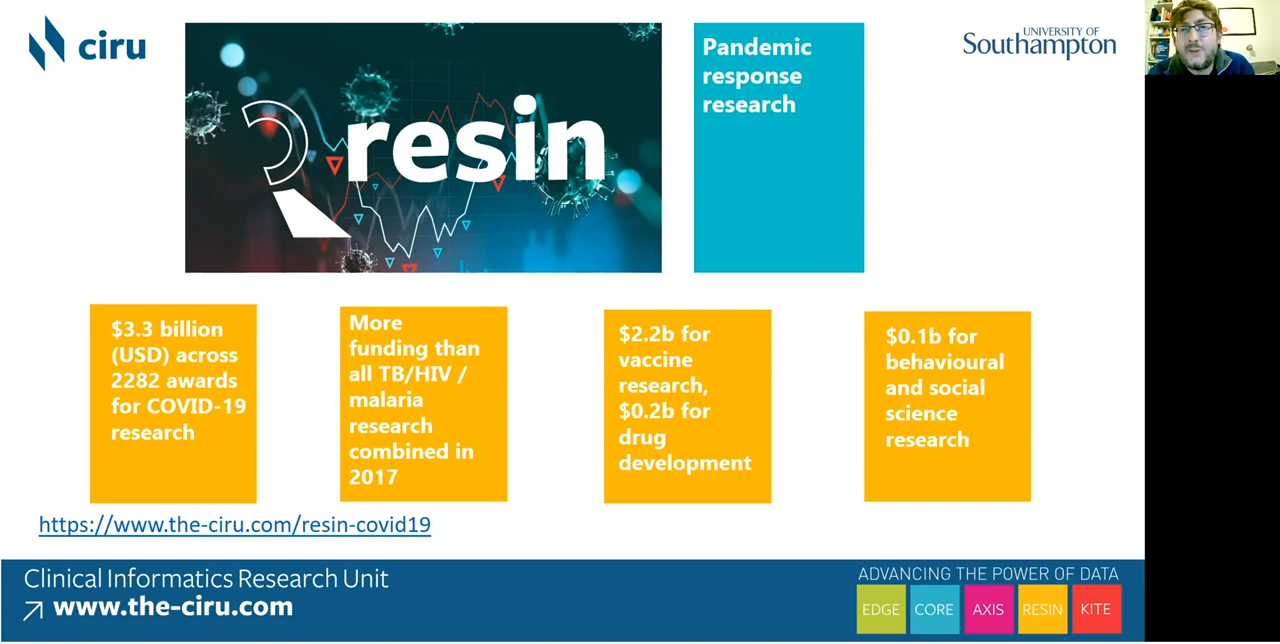 ciru
resin
Pandemic
response
research
UNIVERSITY OF
Southampton
$3.3 billion
(USD) across
2282 awards
for COVID-19
research
More
funding than
all TB/HIV /
malaria
research
combined in
2017
$2.2b for
vaccine
research,
$0.2b for
drug
development
$0.1b for
behavioural
and social
science
research
https://www.the-ciru.com/resin-covid19
Clinical Informatics Research Unit
www.the-ciru.com
ADVANCING THE POWER OF DATA
EDGE CORE AXIS RESIN KITE